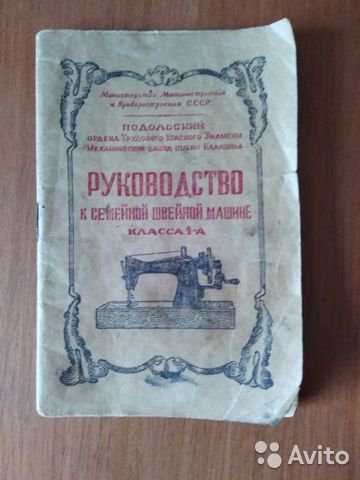 Министерство Машиностроения
и Приборостроения СССР
ПОДОЛЬСКИЙ
ОРДЕНА ТРУДОВОГО КРАСНОГО ЗНАМЕНИ
МЕХАНИЧЕСКИЙ ЗАВОД ИМЕНИ КАЛИНИНА
РУКОВОДСТВО
К СЕМЕЙНОЙ ШВЕЙНОЙ МАШИНЕ
КЛАССА 1-А
Avito